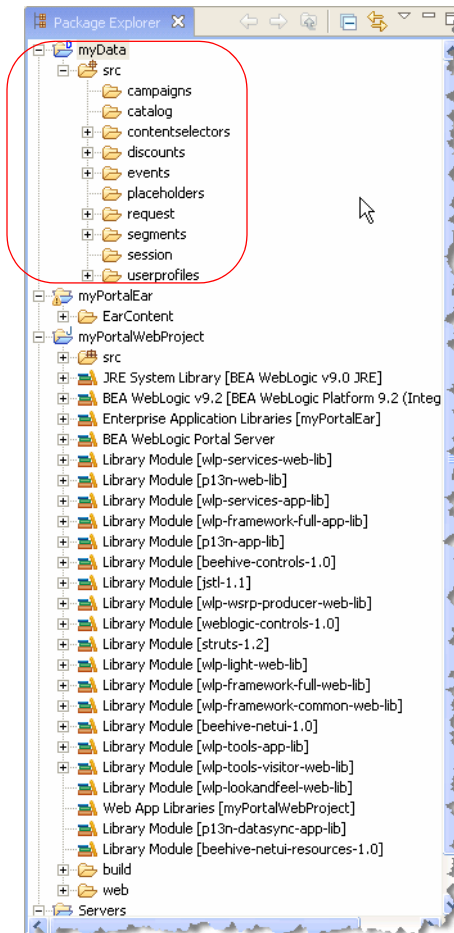 Package Explorer
myData
src
campaigns
catalog
contentselectors
discounts
events
placeholders
request
segments
session
userprofiles
myPortalEar
EarContent
myPortalWebProject
src
JRE System Library [BEA WebLogic v9.0 JRE]
BEA WebLogic v9.2 [BEA WebLogic Platform 9.2 (Integ
Enterprise Application Libraries [myPortalEar]
BEA WebLogic Portal Server
Library Module [wlp-services-web-lib]
Library Module [p13n-web-lib]
Library Module [wlp-services-app-lib]
Library Module [wlp-framework-full-app-lib]
Library Module [p13n-app-lib]
Library Module [beehive-controls-1.0]
Library Module [jstl-1.1]
Library Module [wlp-wsrp-producer-web-lib]
Library Module [weblogic-controls-1.0]
Library Module [struts-1.2]
Library Module [wlp-light-web-lib]
Library Module [wlp-framework-full-web-lib]
Library Module [wlp-framework-common-web-lib]
Library Module [beehive-netui-1.0]
Library Module [wlp-tools-app-lib]
Library Module [wlp-tools-visitor-web-lib]
Library Module [wlp-lookandfeel-web-lib]
Web App Libraries [myPortalWebProject]
Library Module [p13n-datasync-app-lib]
Library Module [beehive-netui-resources-1.0]
build
web
Servers